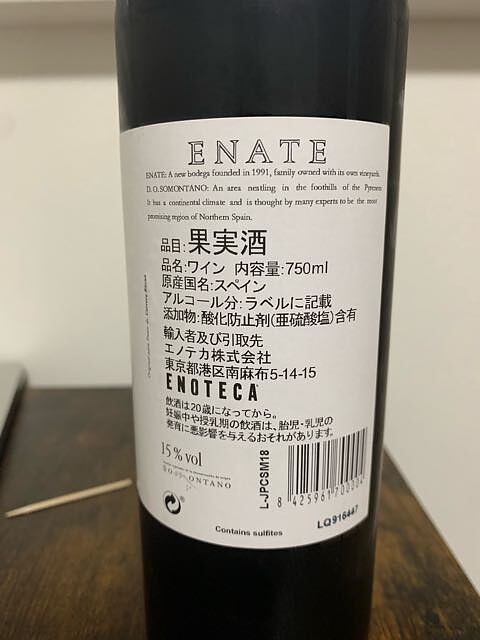 ENATE
ENATE: A new bodega founded in 1991, family owned with its own vineyards.
D. O. SOMONTANO: An area nestling in the foothills of the Pyrenees
It has a continental climate and is thought by many experts to be the most
promising region of Northern Spain.
品目:果実酒
品名:ワイン 内容量:750ml
原産国名:スペイン
アルコール分:ラベルに記載
添加物:酸化防止剤(亜硫酸塩)含有
輸入者及び引取先
エノテカ株式会社
東京都港区南麻布5-14-15
ENOTECA
飲酒は20歳になってから。
妊娠中や授乳期の飲酒は、胎児・乳児の
発育に悪影響を与えるおそれがあります。
15% vol
SOMONTANO
L-JPCSM18
8 425961 700004
LQ916447
Contains sulfites